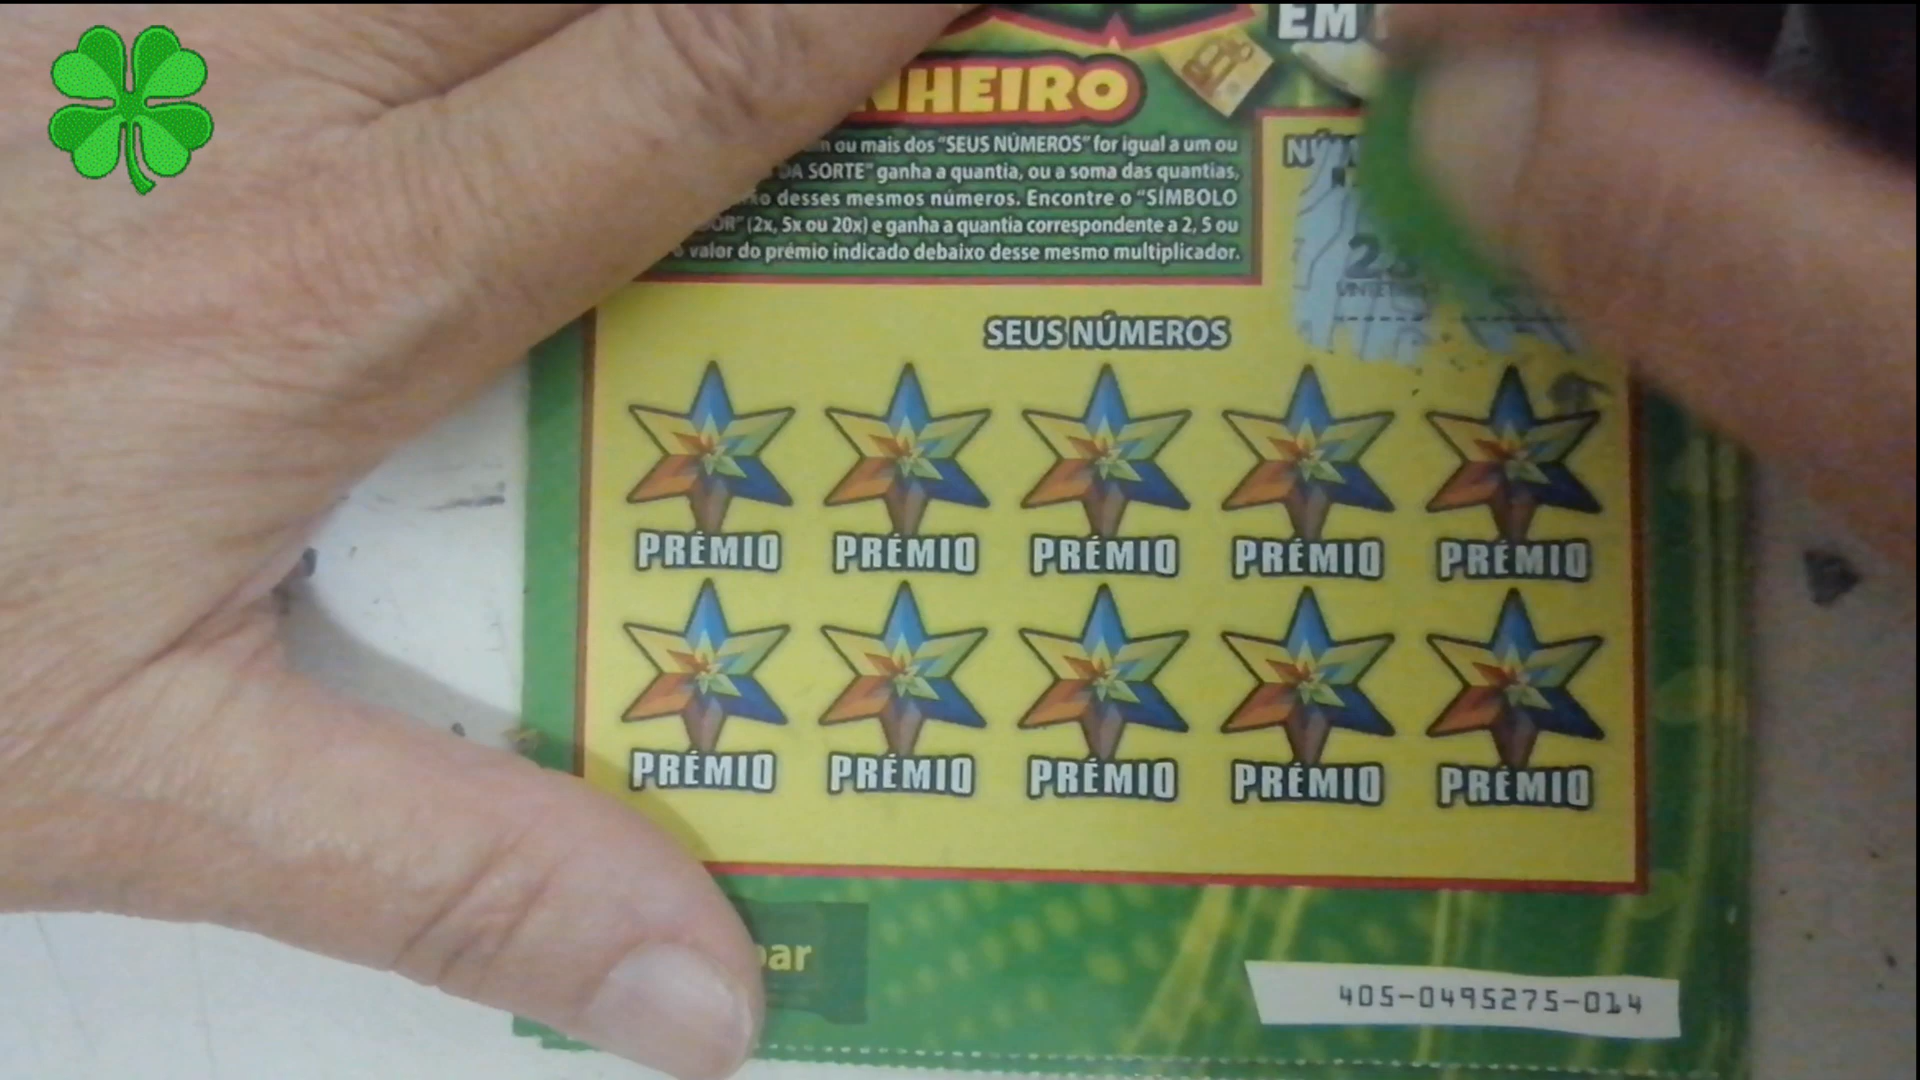 EM
NHEIRO
ou mais dos "SEUS NÚMEROS" for igual a um ou
DA SORTE" ganha a quantia, ou a soma das quantias,
desses mesmos números. Encontre o "SÍMBOLO
DOR" (2x, 5x ou 20x) e ganha a quantia correspondente a 2, 5 ou
valor do prémio indicado debaixo desse mesmo multiplicador.
SEUS NÚMEROS
PRÉMIO PRÉMIO PRÉMIO PRÉMIO PRÉMIO
PRÉMIO PRÉMIO PRÉMIO PRÉMIO PRÉMIO
par
405-0495275-014